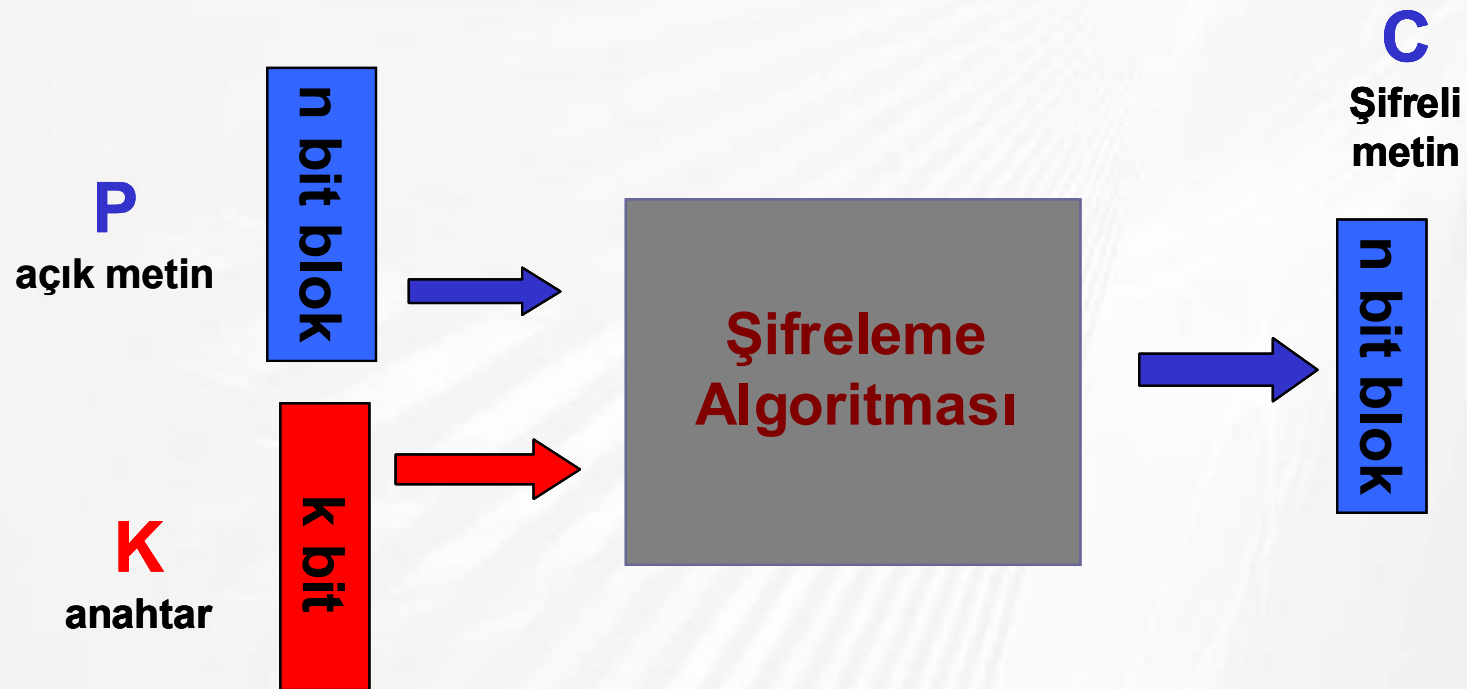 P
açık metin
n bit blok
K
anahtar
k bit
Şifreleme
Algoritması
C
Şifreli
metin
n bit blok